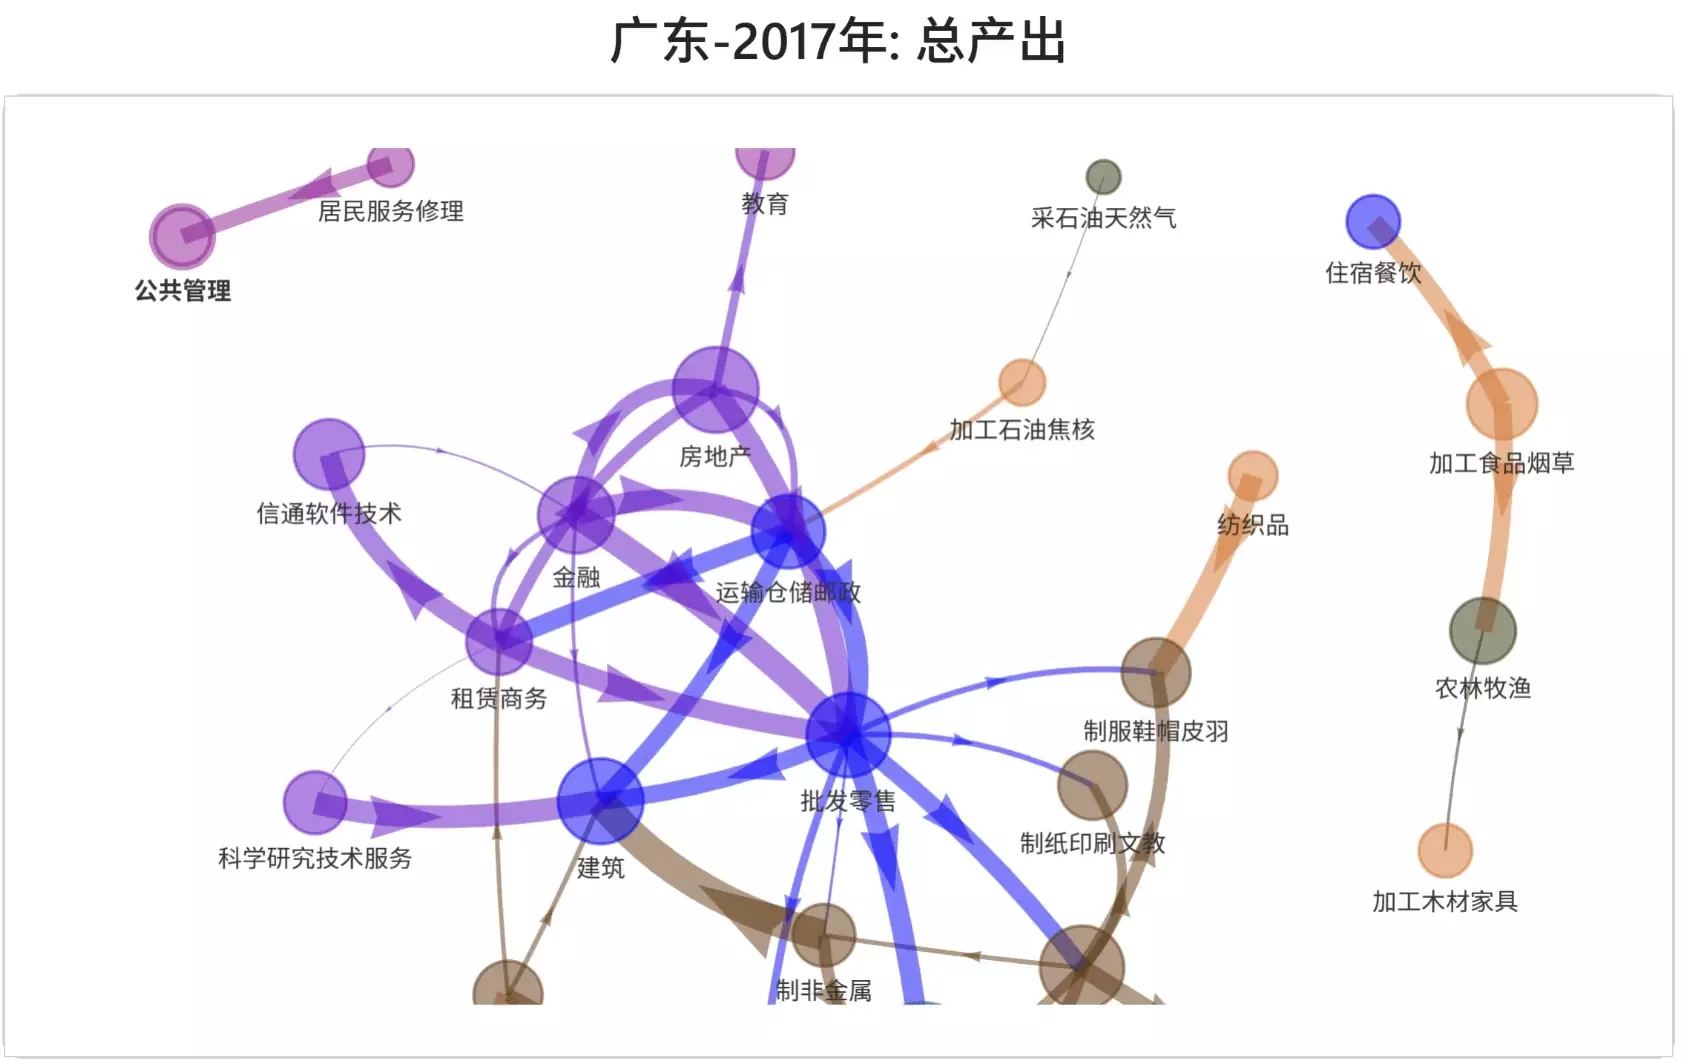 广东-2017年: 总产出
居民服务修理
教育
采石油天然气
住宿餐饮
公共管理
加工石油焦核
房地产
加工食品烟草
信通软件技术
纺织品
金融
运输仓储邮政
农林牧渔
租赁商务
制服鞋帽皮羽
批发零售
制纸印刷文教
科学研究技术服务
建筑
加工木材家具
制非金属